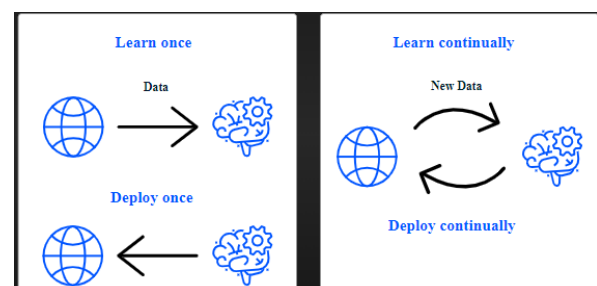 Learn once
Data
Deploy once
Learn continually
New Data
Deploy continually